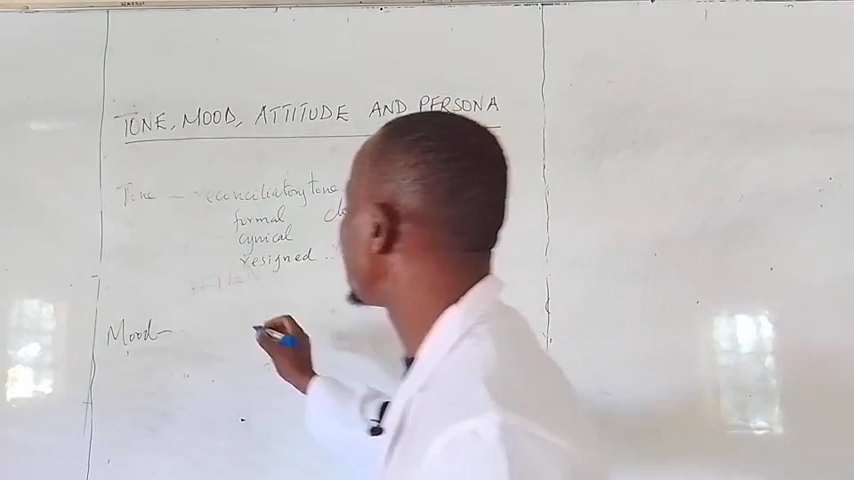 TONE, MOOD, ATTITUDE AND PERSONA
Tone — reconciliatory tone
formal
cynical
resigned..
Mood-